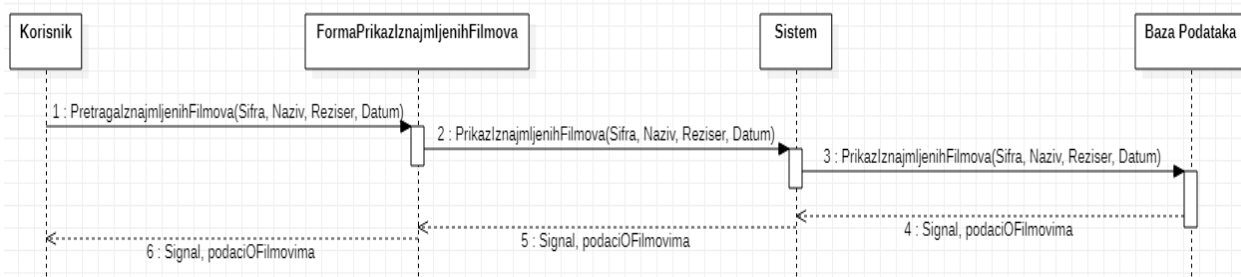 Korisnik
FormaPrikazIznajmljenihFilmova
Sistem
Baza Podataka
1 : PretragaIznajmljenihFilmova(Sifra, Naziv, Reziser, Datum)
2 : PrikazIznajmljenihFilmova(Sifra, Naziv, Reziser, Datum)
3 : PrikazIznajmljenihFilmova(Sifra, Naziv, Reziser, Datum)
4 : Signal, podaciOFilmovima
5 : Signal, podaciOFilmovima
6 : Signal, podaciOFilmovima